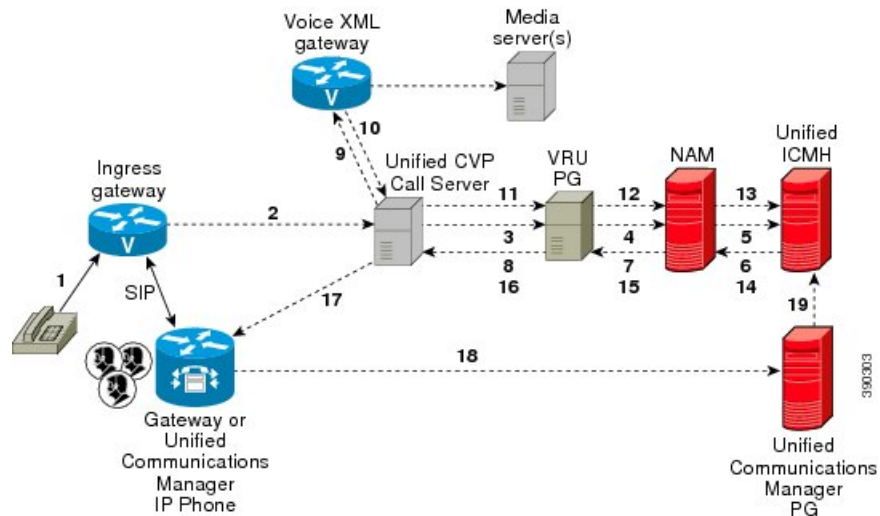 Voice XML
gateway
Media
server(s)
V
10
9
Unified CVP
Call Server
VRU
PG
NAM
Unified
ICMH
Ingress
gateway
V
2
11
12
13
3
4
5
8
7
6
16
15
14
1
SIP
17
19
18
Gateway or
Unified
Communications
Manager
IP Phone
Unified
Communications
Manager
PG
390303